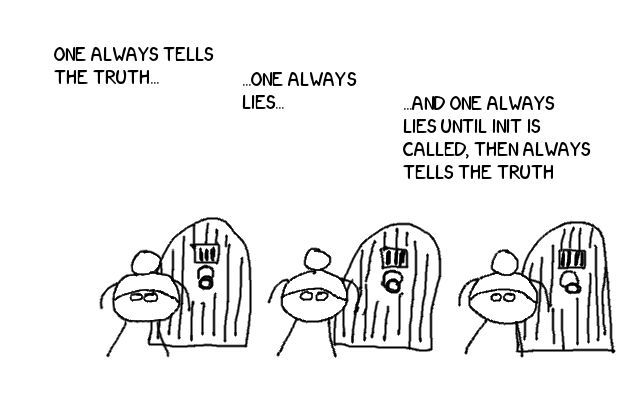 ONE ALWAYS TELLS
THE TRUTH...
...ONE ALWAYS
LIES...
...AND ONE ALWAYS
LIES UNTIL INIT IS
CALLED, THEN ALWAYS
TELLS THE TRUTH